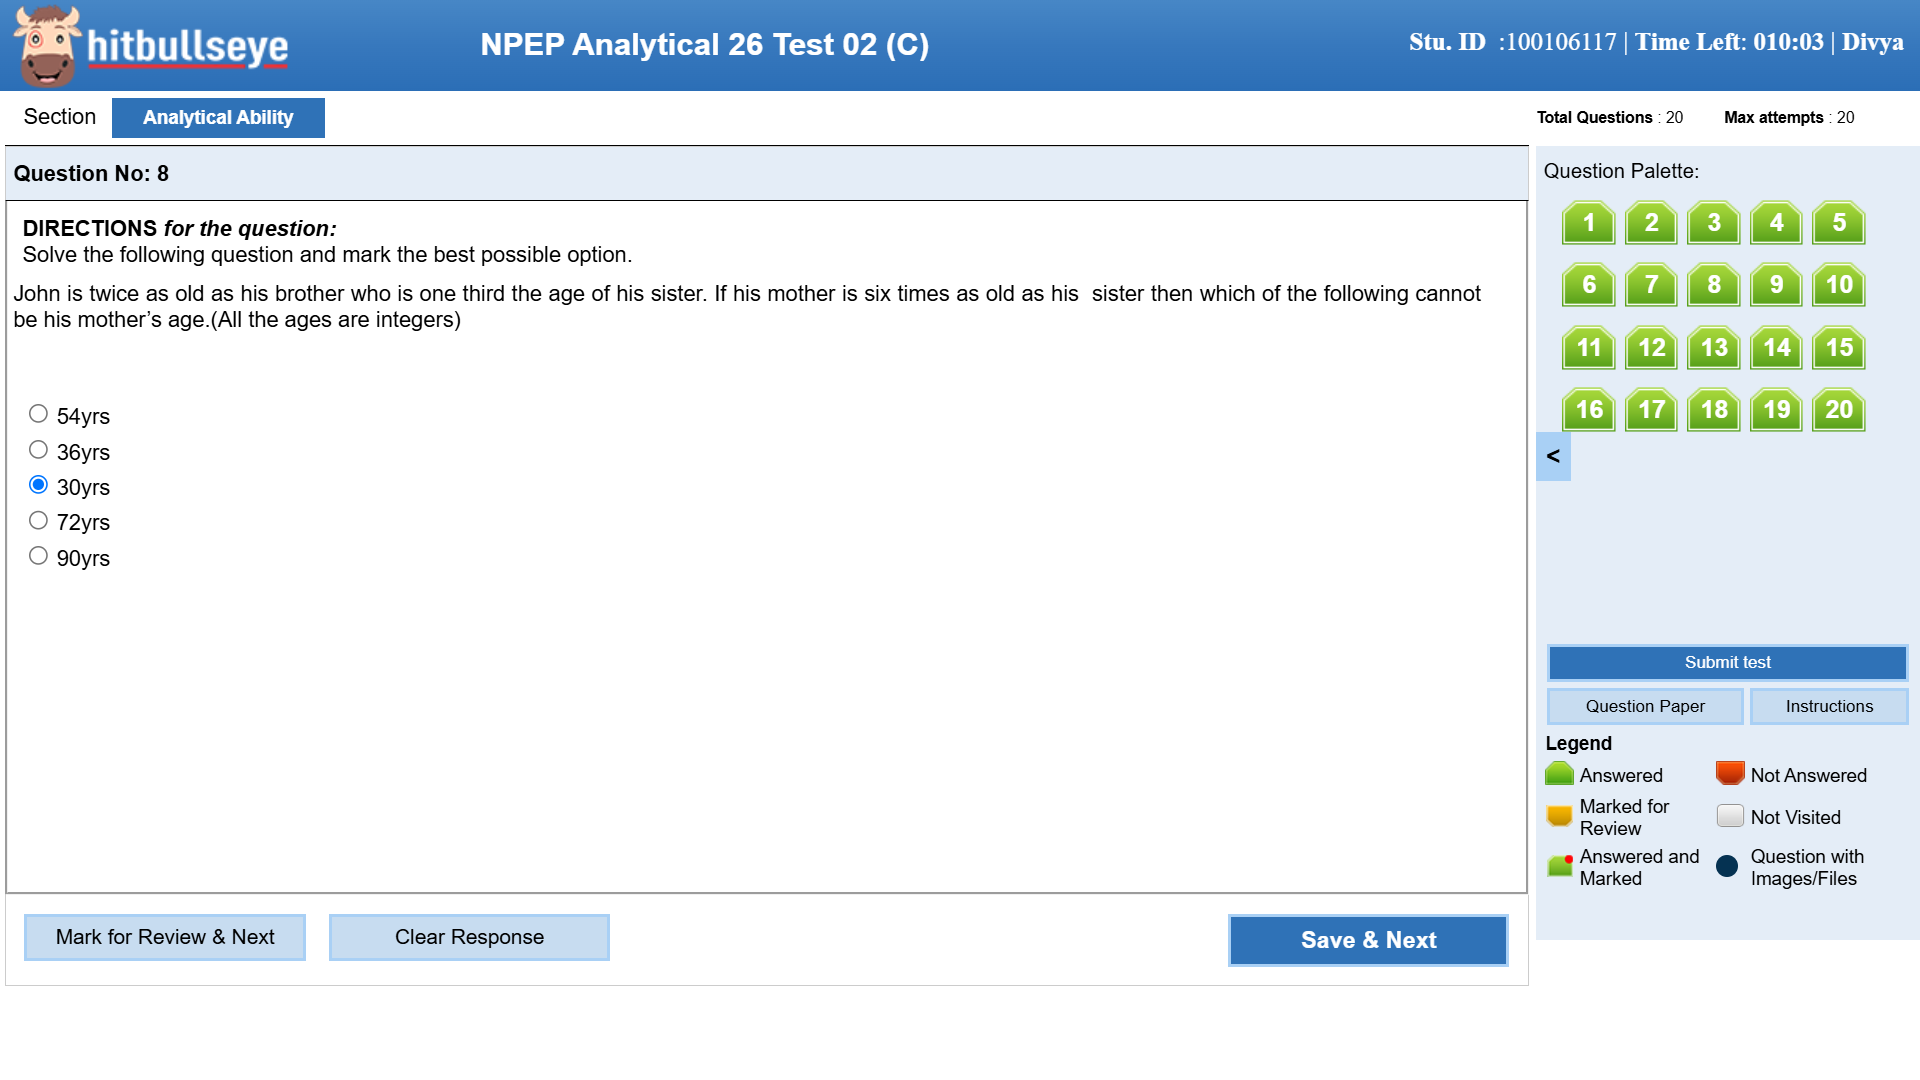 hitbullseye
NPEP Analytical 26 Test 02 (C)
Stu. ID :100106117 | Time Left: 010:03 | Divya
Section
Analytical Ability
Total Questions : 20
Max attempts : 20
Question No: 8
DIRECTIONS for the question:
Solve the following question and mark the best possible option.
John is twice as old as his brother who is one third the age of his sister. If his mother is six times as old as his sister then which of the following cannot
be his mother’s age.(All the ages are integers)
54yrs
36yrs
30yrs
72yrs
90yrs
Mark for Review & Next
Clear Response
Save & Next
Question Palette:
1 2 3 4 5
6 7 8 9 10
11 12 13 14 15
16 17 18 19 20
<
Submit test
Question Paper
Instructions
Legend
Answered
Not Answered
Marked for
Review
Not Visited
Answered and
Marked
Question with
Images/Files